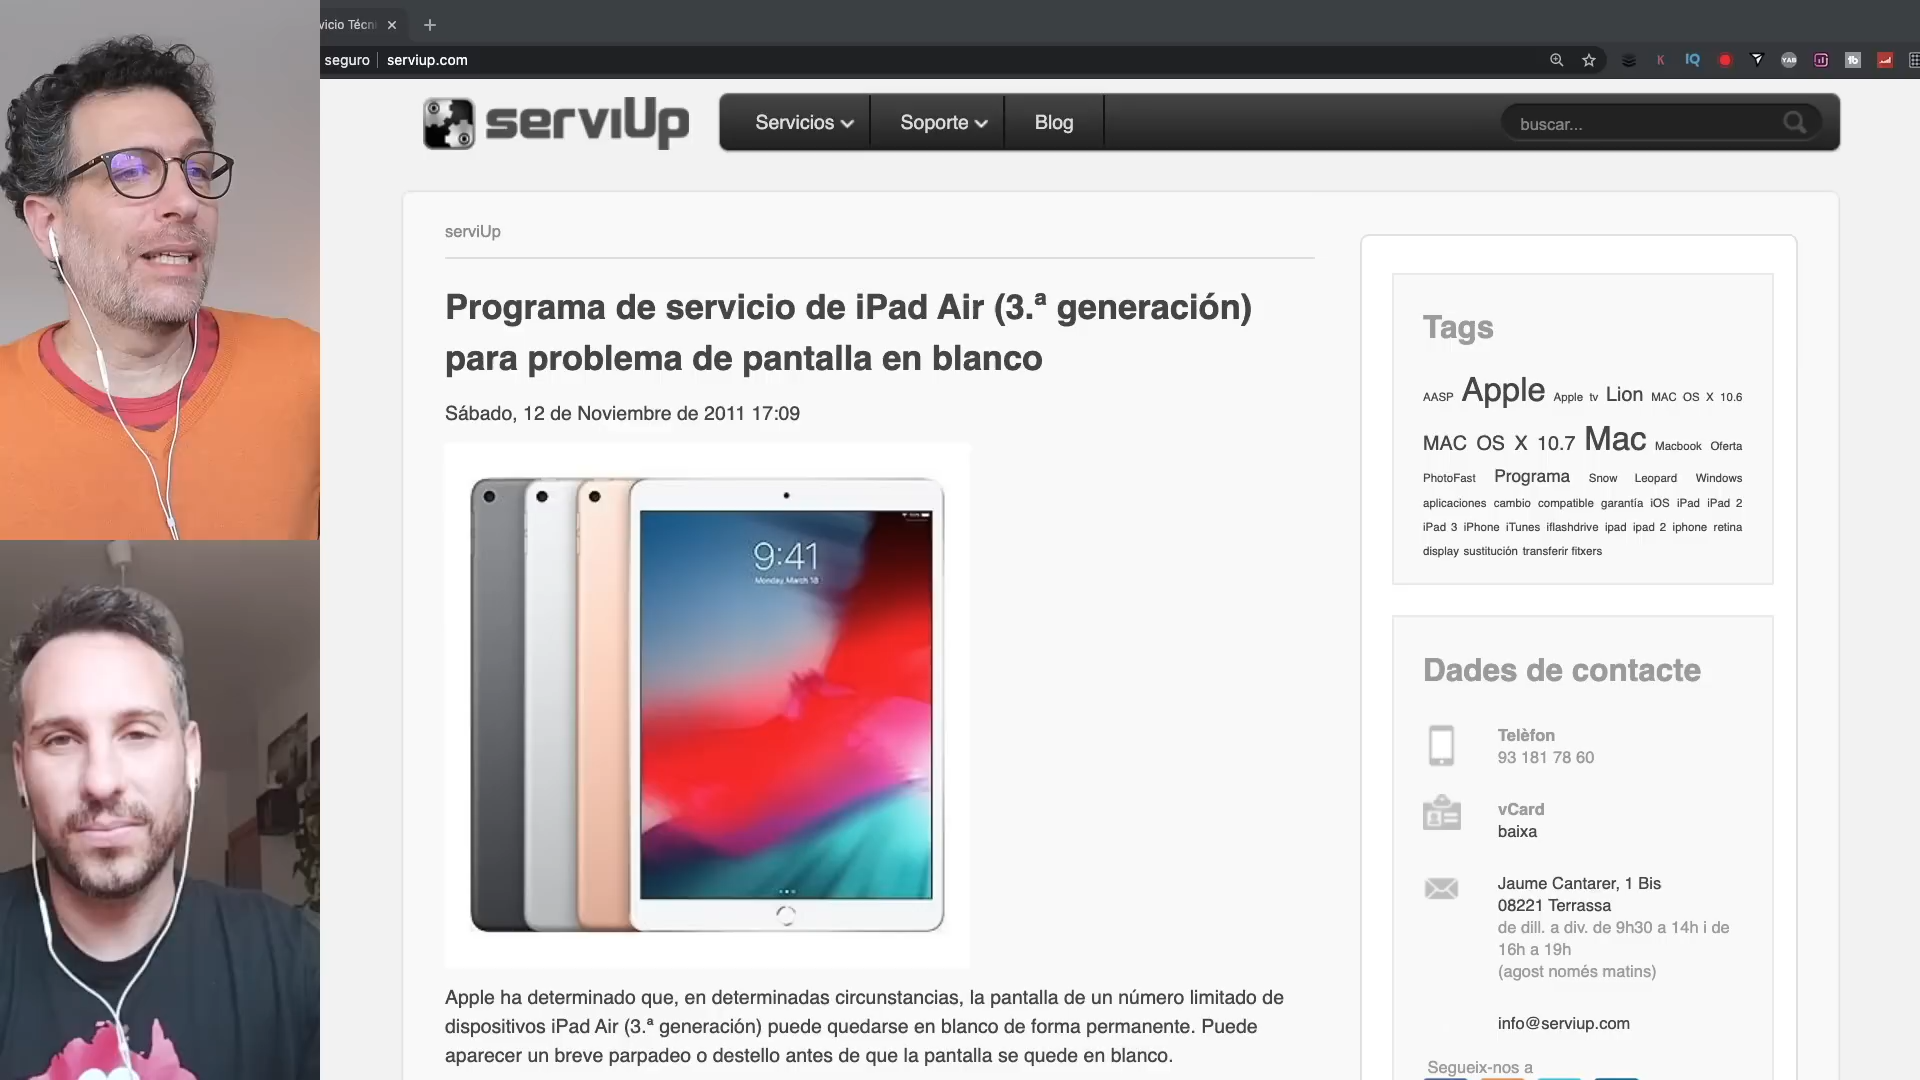 vicio Técn
seguro
serviup.com
IQ
YAB
serviUp
Servicios
Soporte
Blog
buscar...
serviUp
Programa de servicio de iPad Air (3.ª generación)
para problema de pantalla en blanco
Sábado, 12 de Noviembre de 2011 17:09
9:41
Monday, March 18
Apple ha determinado que, en determinadas circunstancias, la pantalla de un número limitado de
dispositivos iPad Air (3.ª generación) puede quedarse en blanco de forma permanente. Puede
aparecer un breve parpadeo o destello antes de que la pantalla se quede en blanco.
Tags
AASP Apple Apple tv Lion MAC OS X 10.6
MAC OS X 10.7 Mac Macbook Oferta
PhotoFast Programa Snow Leopard Windows
aplicaciones cambio compatible garantía iOS iPad iPad 2
iPad 3 iPhone iTunes iflashdrive ipad ipad 2 iphone retina
display sustitución transferir fitxers
Dades de contacte
Telèfon
93 181 78 60
vCard
baixa
Jaume Cantarer, 1 Bis
08221 Terrassa
de dill. a div. de 9h30 a 14h i de
16h a 19h
(agost només matins)
info@serviup.com
Segueix-nos a